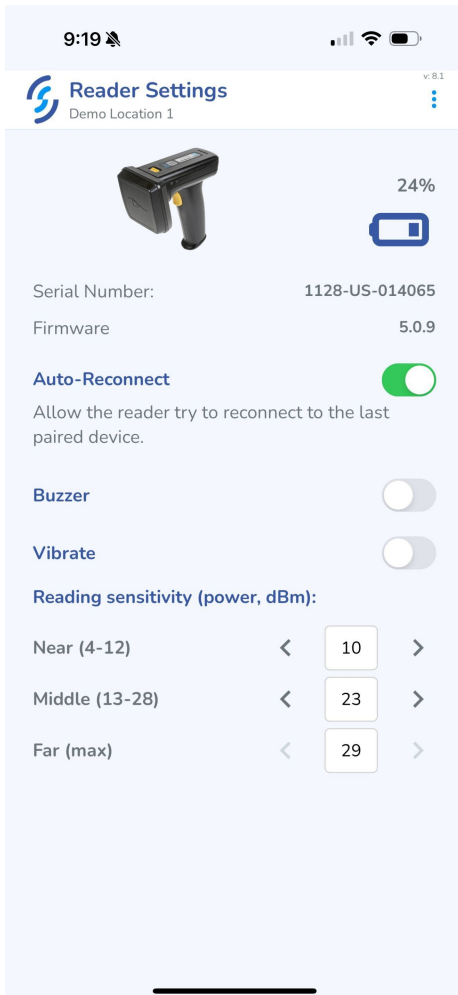 9:19
v: 8.1
Reader Settings
Demo Location 1
24%
Serial Number: 1128-US-014065
Firmware 5.0.9
Auto-Reconnect
Allow the reader try to reconnect to the last
paired device.
Buzzer
Vibrate
Reading sensitivity (power, dBm):
Near (4-12) 10
Middle (13-28) 23
Far (max) 29